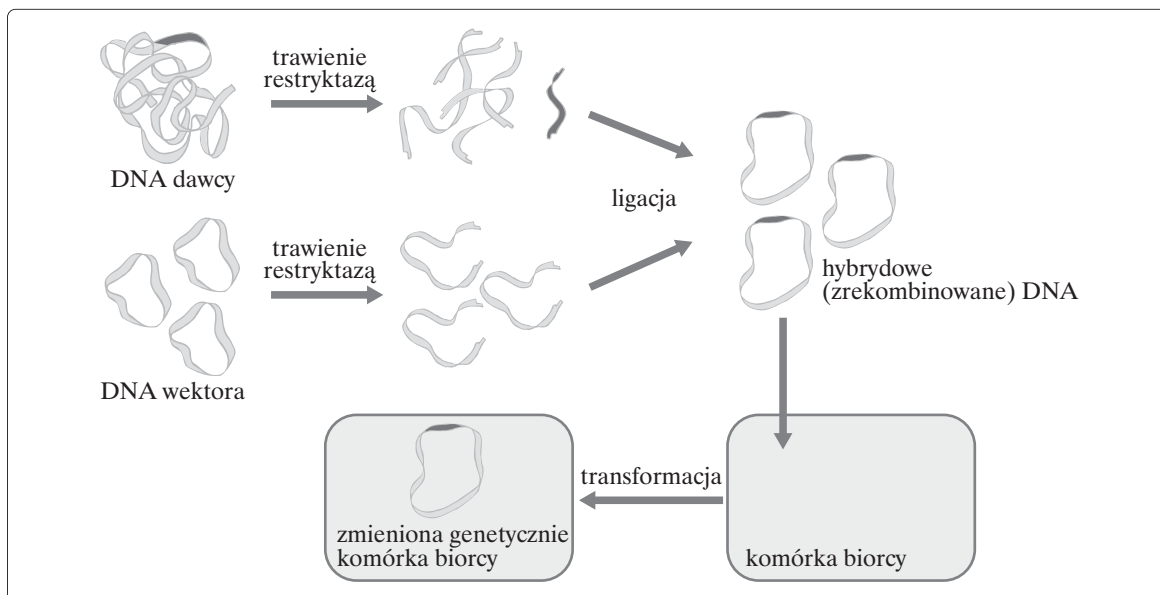 trawienie
restryktazą
DNA dawcy
ligacja
trawienie
restryktazą
hybrydowe
(zrekombinowane) DNA
DNA wektora
transformacja
zmieniona genetycznie
komórka biorcy
komórka biorcy